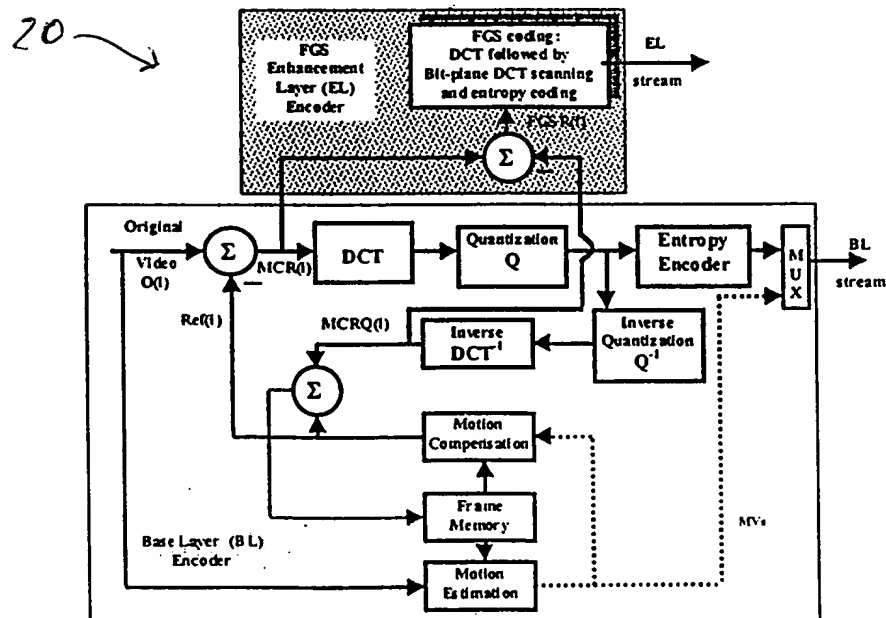 20
FGS
Enhancement
Layer (EL)
Encoder
FGS coding:
DCT followed by
Bit-plane DCT scanning
and entropy coding
EL
stream
FGSR(i)
Σ
−
Original
Video
O(i)
Σ
−
MCR(i)
DCT
Quantization
Q
Entropy
Encoder
MUX
BL
stream
Ref(i)
MCRQ(i)
Inverse
DCT-1
Inverse
Quantization
Q-1
Σ
Motion
Compensation
Frame
Memory
MVs
Base Layer (BL)
Encoder
Motion
Estimation